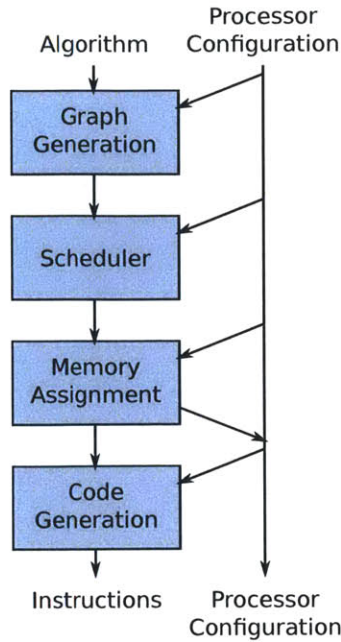 Processor
Configuration
Algorithm
Graph
Generation
Scheduler
Memory
Assignment
Code
Generation
Instructions
Processor
Configuration